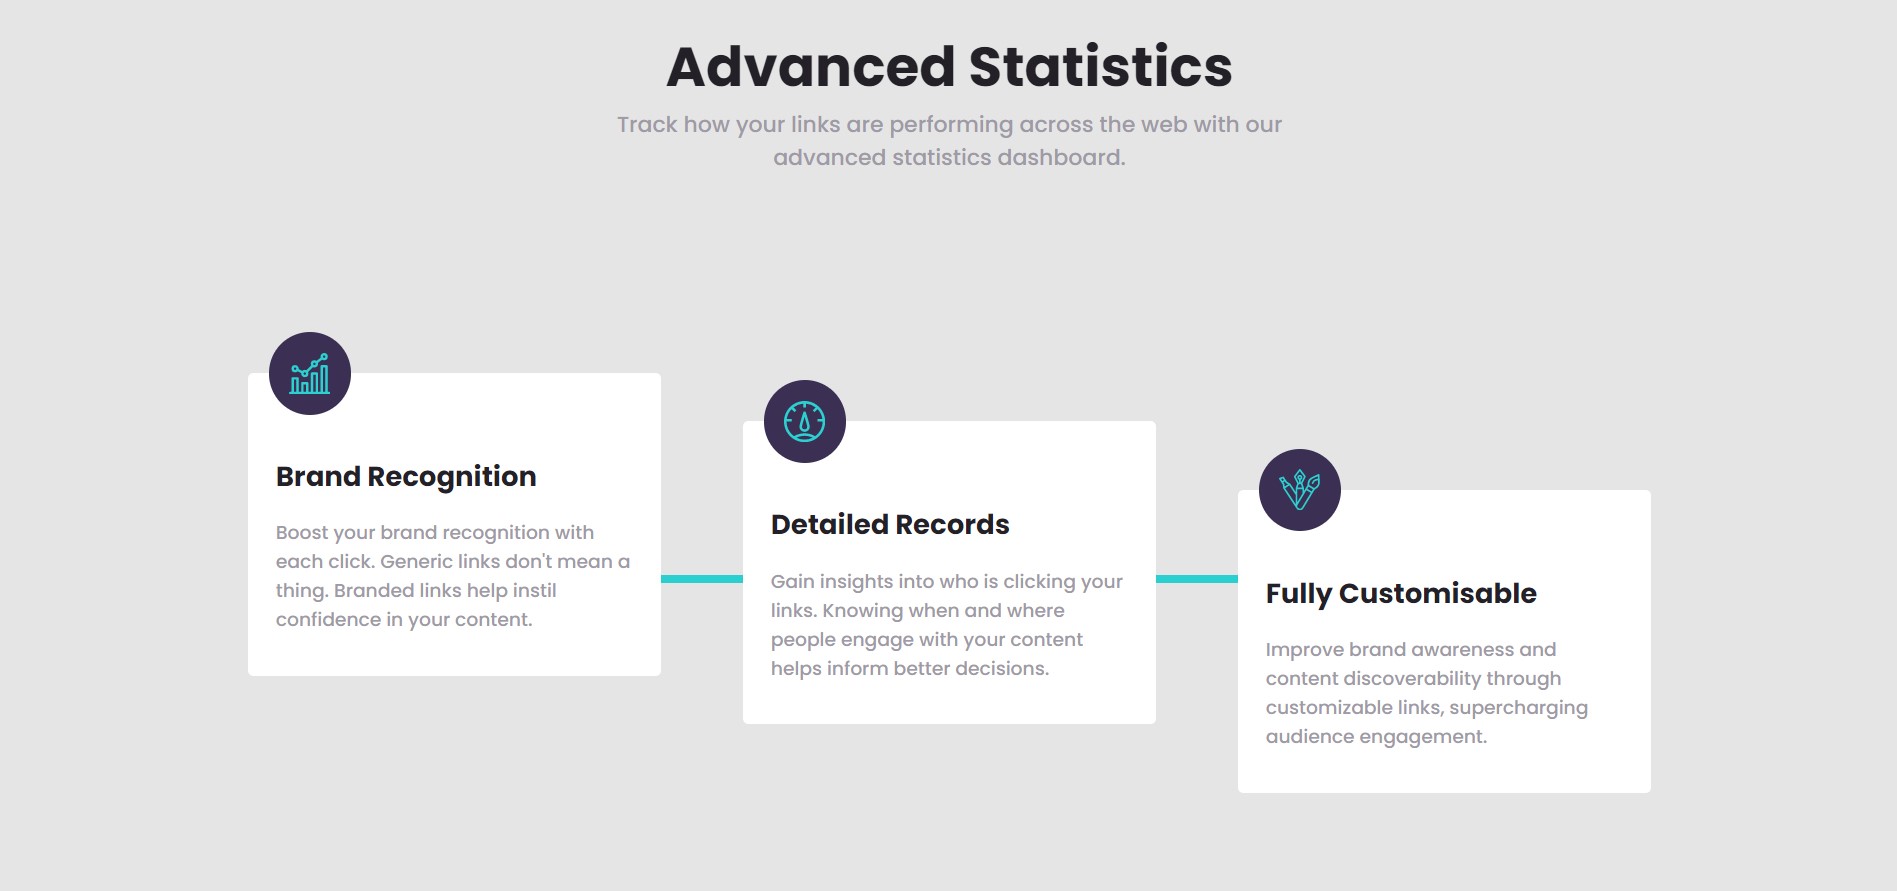 Advanced Statistics
Track how your links are performing across the web with our
advanced statistics dashboard.
Brand Recognition
Boost your brand recognition with
each click. Generic links don't mean a
thing. Branded links help instil
confidence in your content.
Detailed Records
Gain insights into who is clicking your
links. Knowing when and where
people engage with your content
helps inform better decisions.
Fully Customisable
Improve brand awareness and
content discoverability through
customizable links, supercharging
audience engagement.